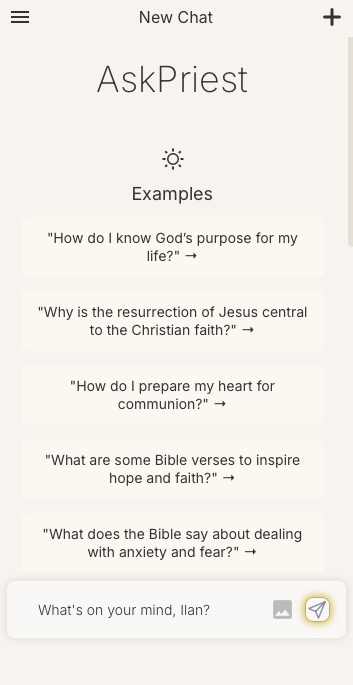 New Chat
AskPriest
Examples
"How do I know God’s purpose for my
life?" →
"Why is the resurrection of Jesus central
to the Christian faith?" →
"How do I prepare my heart for
communion?" →
"What are some Bible verses to inspire
hope and faith?" →
"What does the Bible say about dealing
with anxiety and fear?" →
What's on your mind, Ilan?